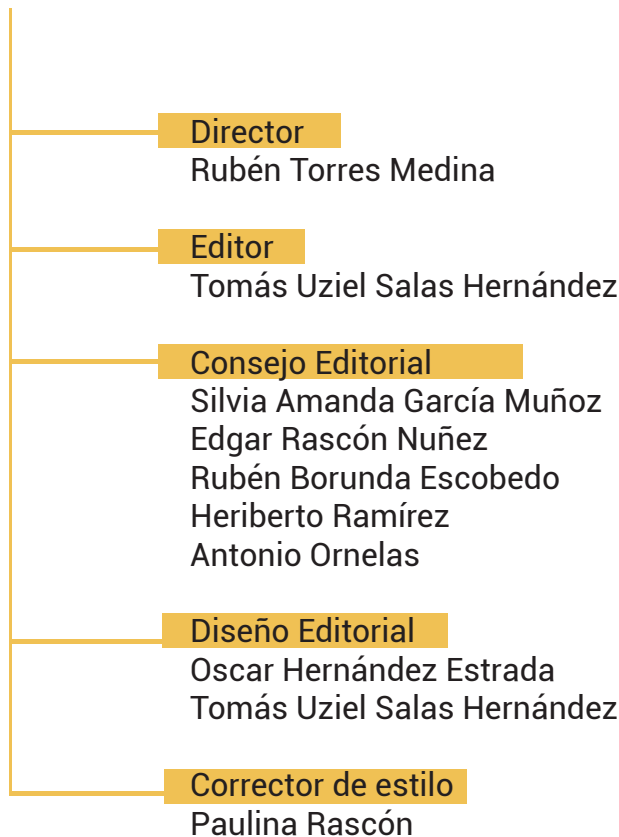 Director
Rubén Torres Medina
Editor
Tomás Uziel Salas Hernández
Consejo Editorial
Silvia Amanda García Muñoz
Edgar Rascón Nuñez
Rubén Borunda Escobedo
Heriberto Ramírez
Antonio Ornelas
Diseño Editorial
Oscar Hernández Estrada
Tomás Uziel Salas Hernández
Corrector de estilo
Paulina Rascón